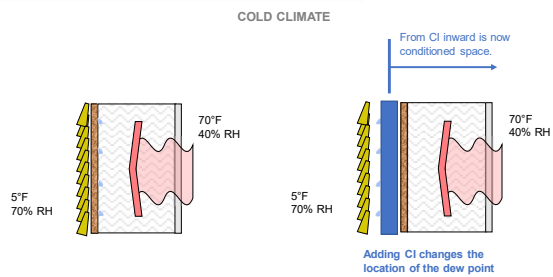 COLD CLIMATE
From CI inward is now
conditioned space.
70°F
40% RH
5°F
70% RH
70°F
40% RH
5°F
70% RH
Adding CI changes the
location of the dew point